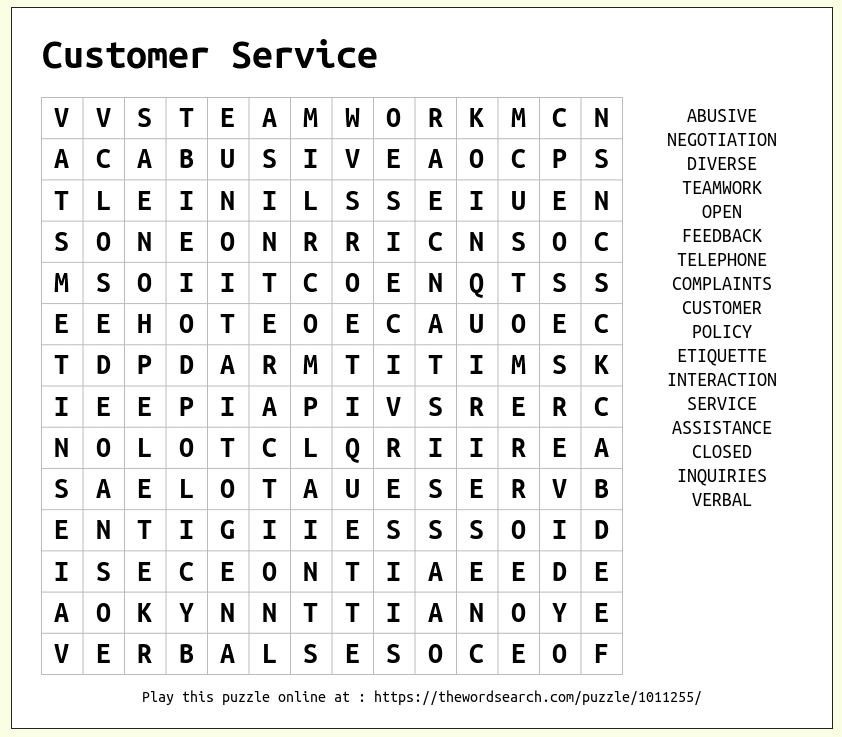 Customer Service
V V S T E A M W O R K M C N
A C A B U S I V E A O C P S
T L E I N I L S S E I U E N
S O N E O N R R I C N S O C
M S O I I T C O E N Q T S S
E E H O T E O E C A U O E C
T D P D A R M T I T I M S K
I E E P I A P I V S R E R C
N O L O T C L Q R I I R E A
S A E L O T A U E S E R V B
E N T I G I I E S S S O I D
I S E C E O N T I A E E D E
A O K Y N N T T I A N O Y E
V E R B A L S E S O C E O F
ABUSIVE
NEGOTIATION
DIVERSE
TEAMWORK
OPEN
FEEDBACK
TELEPHONE
COMPLAINTS
CUSTOMER
POLICY
ETIQUETTE
INTERACTION
SERVICE
ASSISTANCE
CLOSED
INQUIRIES
VERBAL
Play this puzzle online at : https://thewordsearch.com/puzzle/1011255/